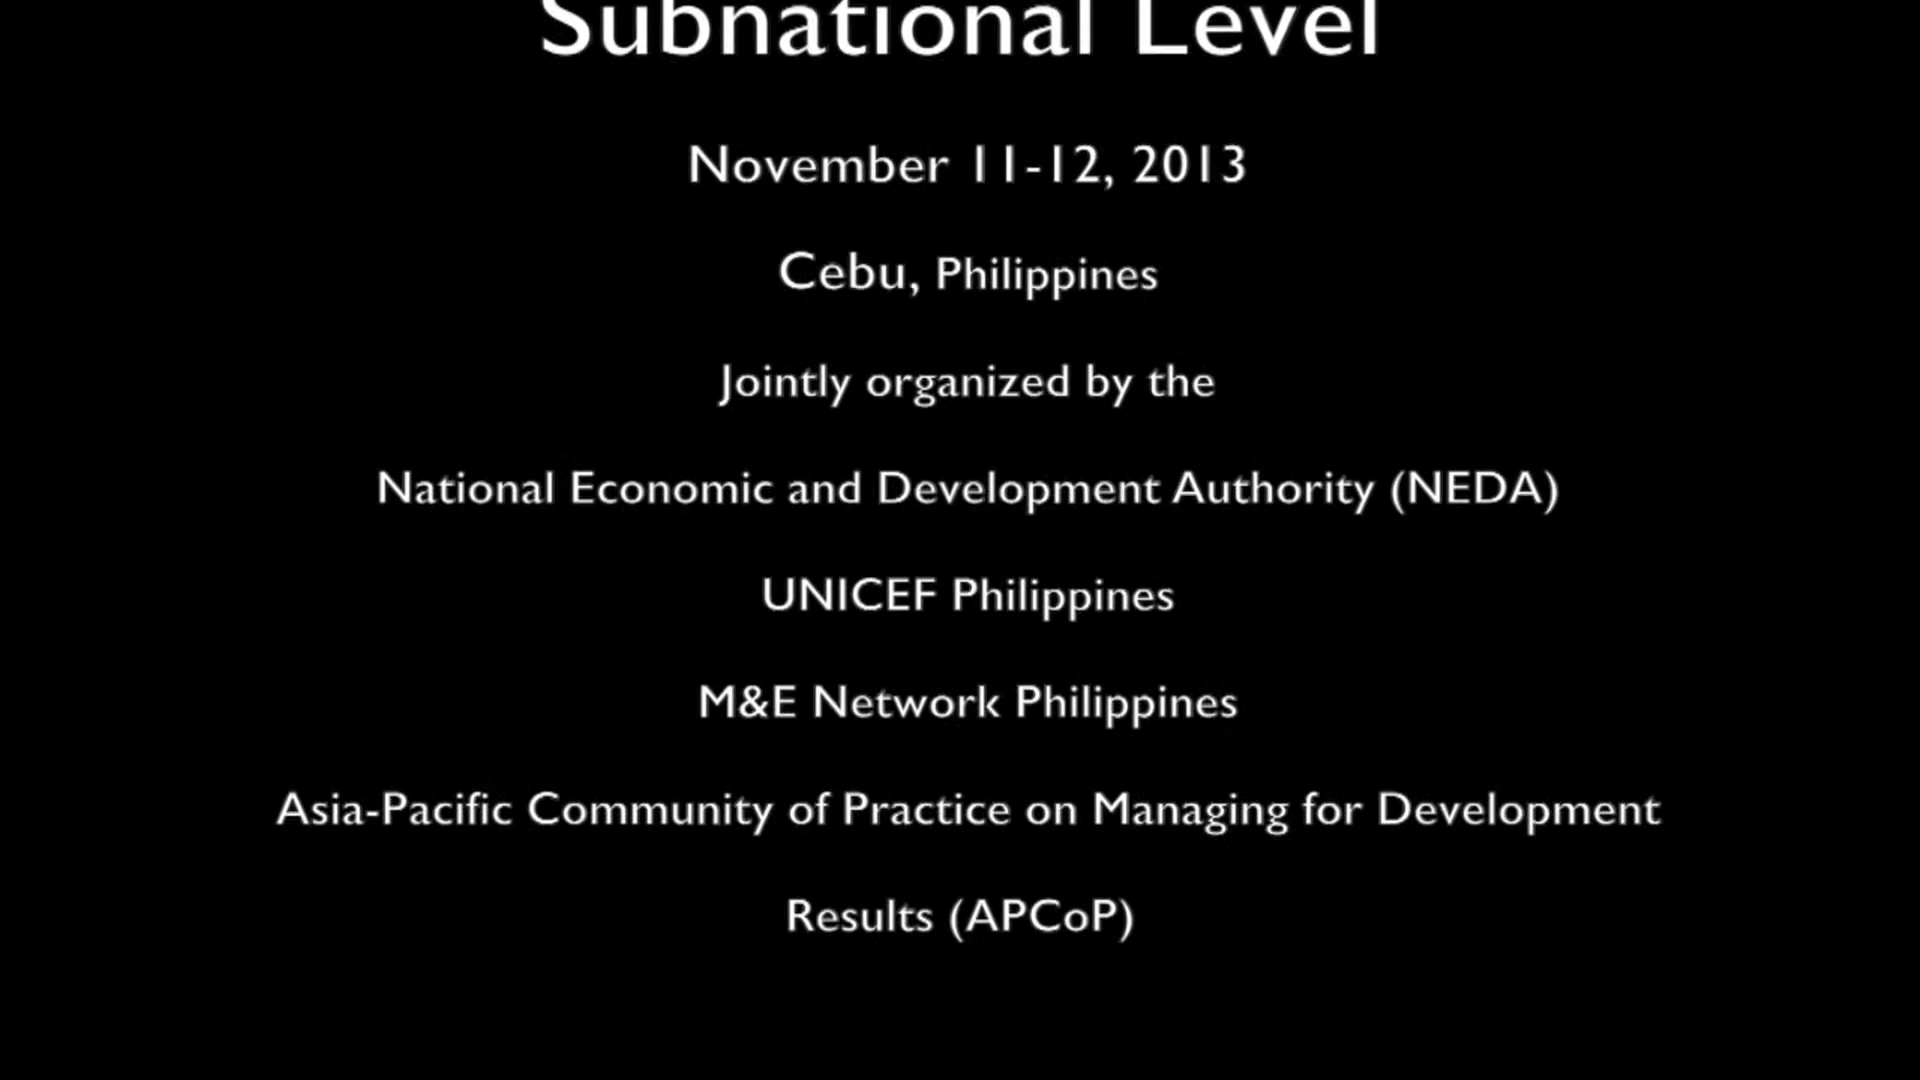 Subnational Level
November 11-12, 2013
Cebu, Philippines
Jointly organized by the
National Economic and Development Authority (NEDA)
UNICEF Philippines
M&E Network Philippines
Asia-Pacific Community of Practice on Managing for Development
Results (APCoP)